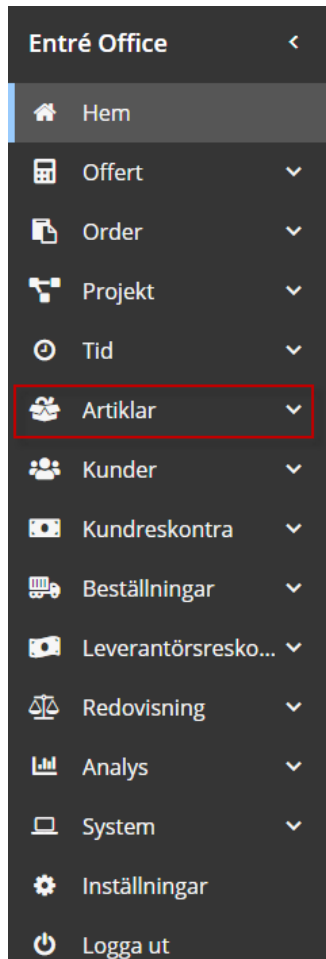 Entré Office
Hem
Offert
Order
Projekt
Tid
Artiklar
Kunder
Kundreskontra
Beställningar
Leverantörsresko...
Redovisning
Analys
System
Inställningar
Logga ut